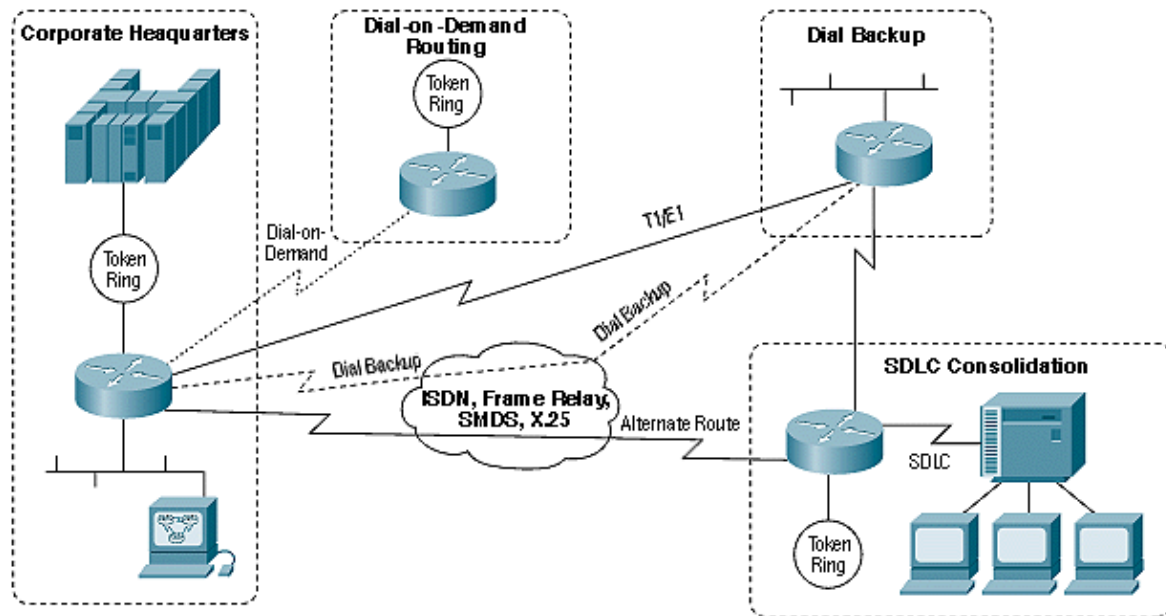 Corporate Heaquarters
Token
Ring
Dial-on-Demand
Routing
Token
Ring
Dial-on-
Demand
Dial Backup
T1/E1
Dial Backup
Dial Backup
ISDN, Frame Relay,
SMDS, X.25
Alternate Route
SDLC Consolidation
SDLC
Token
Ring